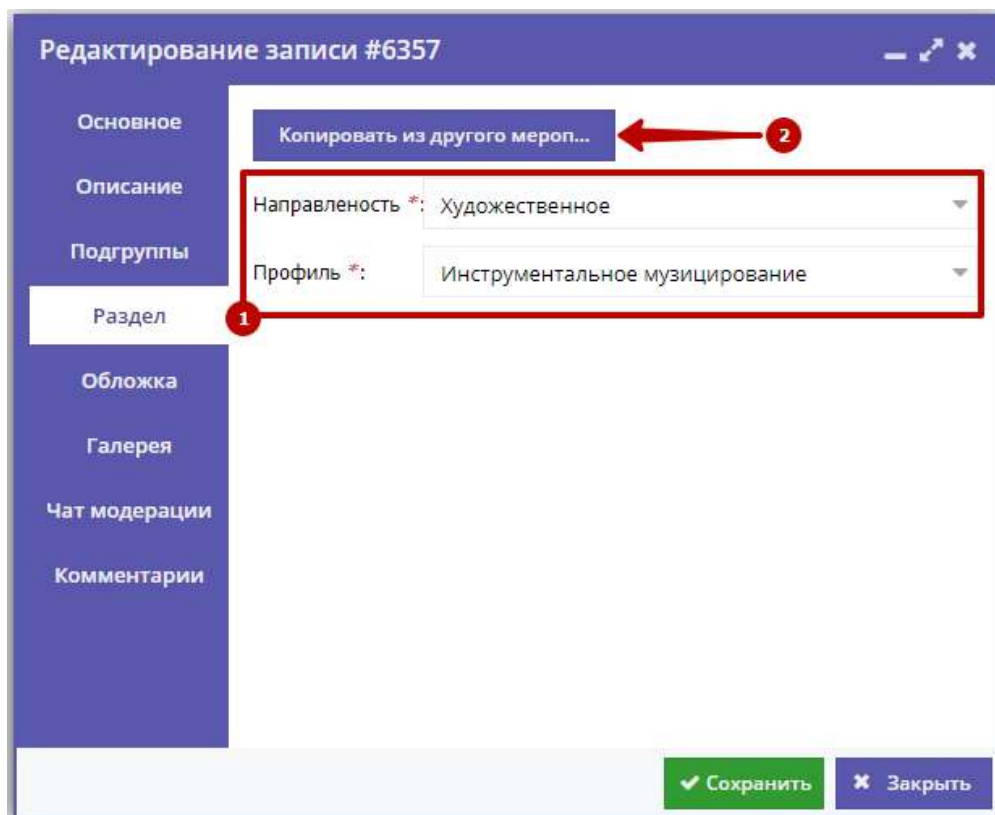 Редактирование записи #6357
Основное
Копировать из другого мероп...
2
Описание
Направленость *: Художественное
Подгруппы
Профиль *: Инструментальное музицирование
Раздел
1
Обложка
Галерея
Чат модерации
Комментарии
Сохранить
Закрыть